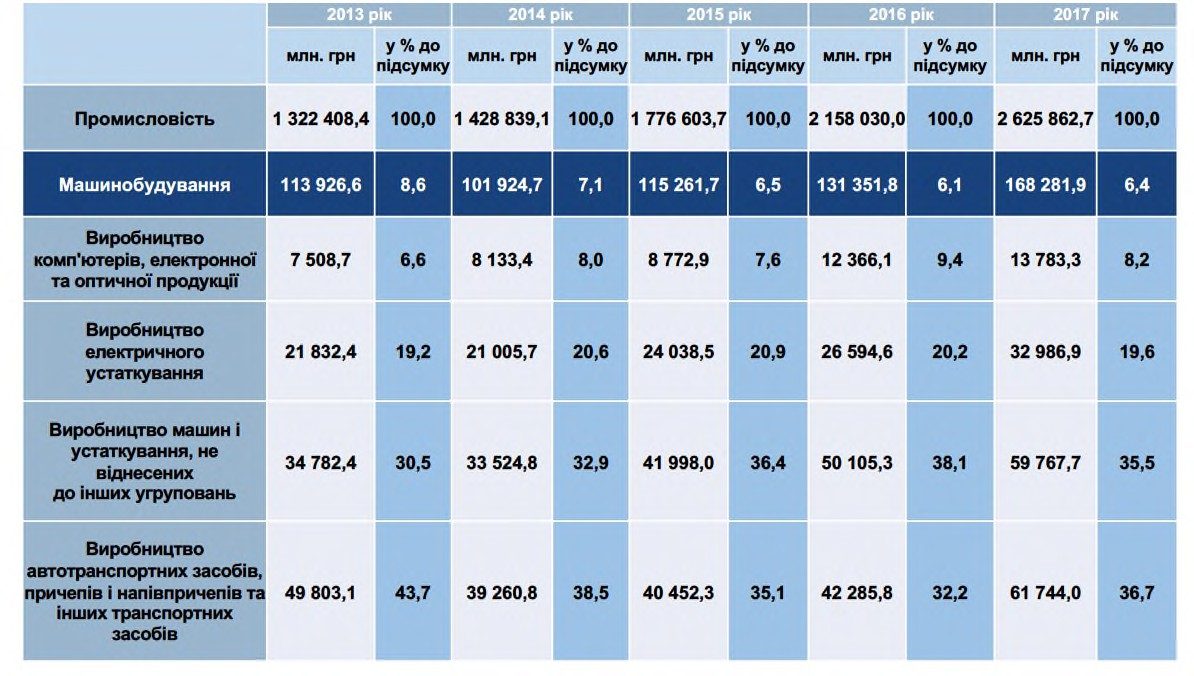 2013 рік 2014 рік 2015 рік 2016 рік 2017 рік
млн. грн у % до підсумку млн. грн у % до підсумку млн. грн у % до підсумку млн. грн у % до підсумку млн. грн у % до підсумку
Промисловість 1 322 408,4 100,0 1 428 839,1 100,0 1 776 603,7 100,0 2 158 030,0 100,0 2 625 862,7 100,0
Машинобудування 113 926,6 8,6 101 924,7 7,1 115 261,7 6,5 131 351,8 6,1 168 281,9 6,4
Виробництво
комп'ютерів, електронної
та оптичної продукції
7 508,7 6,6 8 133,4 8,0 8 772,9 7,6 12 366,1 9,4 13 783,3 8,2
Виробництво
електричного
устаткування
21 832,4 19,2 21 005,7 20,6 24 038,5 20,9 26 594,6 20,2 32 986,9 19,6
Виробництво машин і
устаткування, не
віднесених
до інших угруповань
34 782,4 30,5 33 524,8 32,9 41 998,0 36,4 50 105,3 38,1 59 767,7 35,5
Виробництво
автотранспортних засобів,
причепів і напівпричепів та
інших транспортних
засобів
49 803,1 43,7 39 260,8 38,5 40 452,3 35,1 42 285,8 32,2 61 744,0 36,7